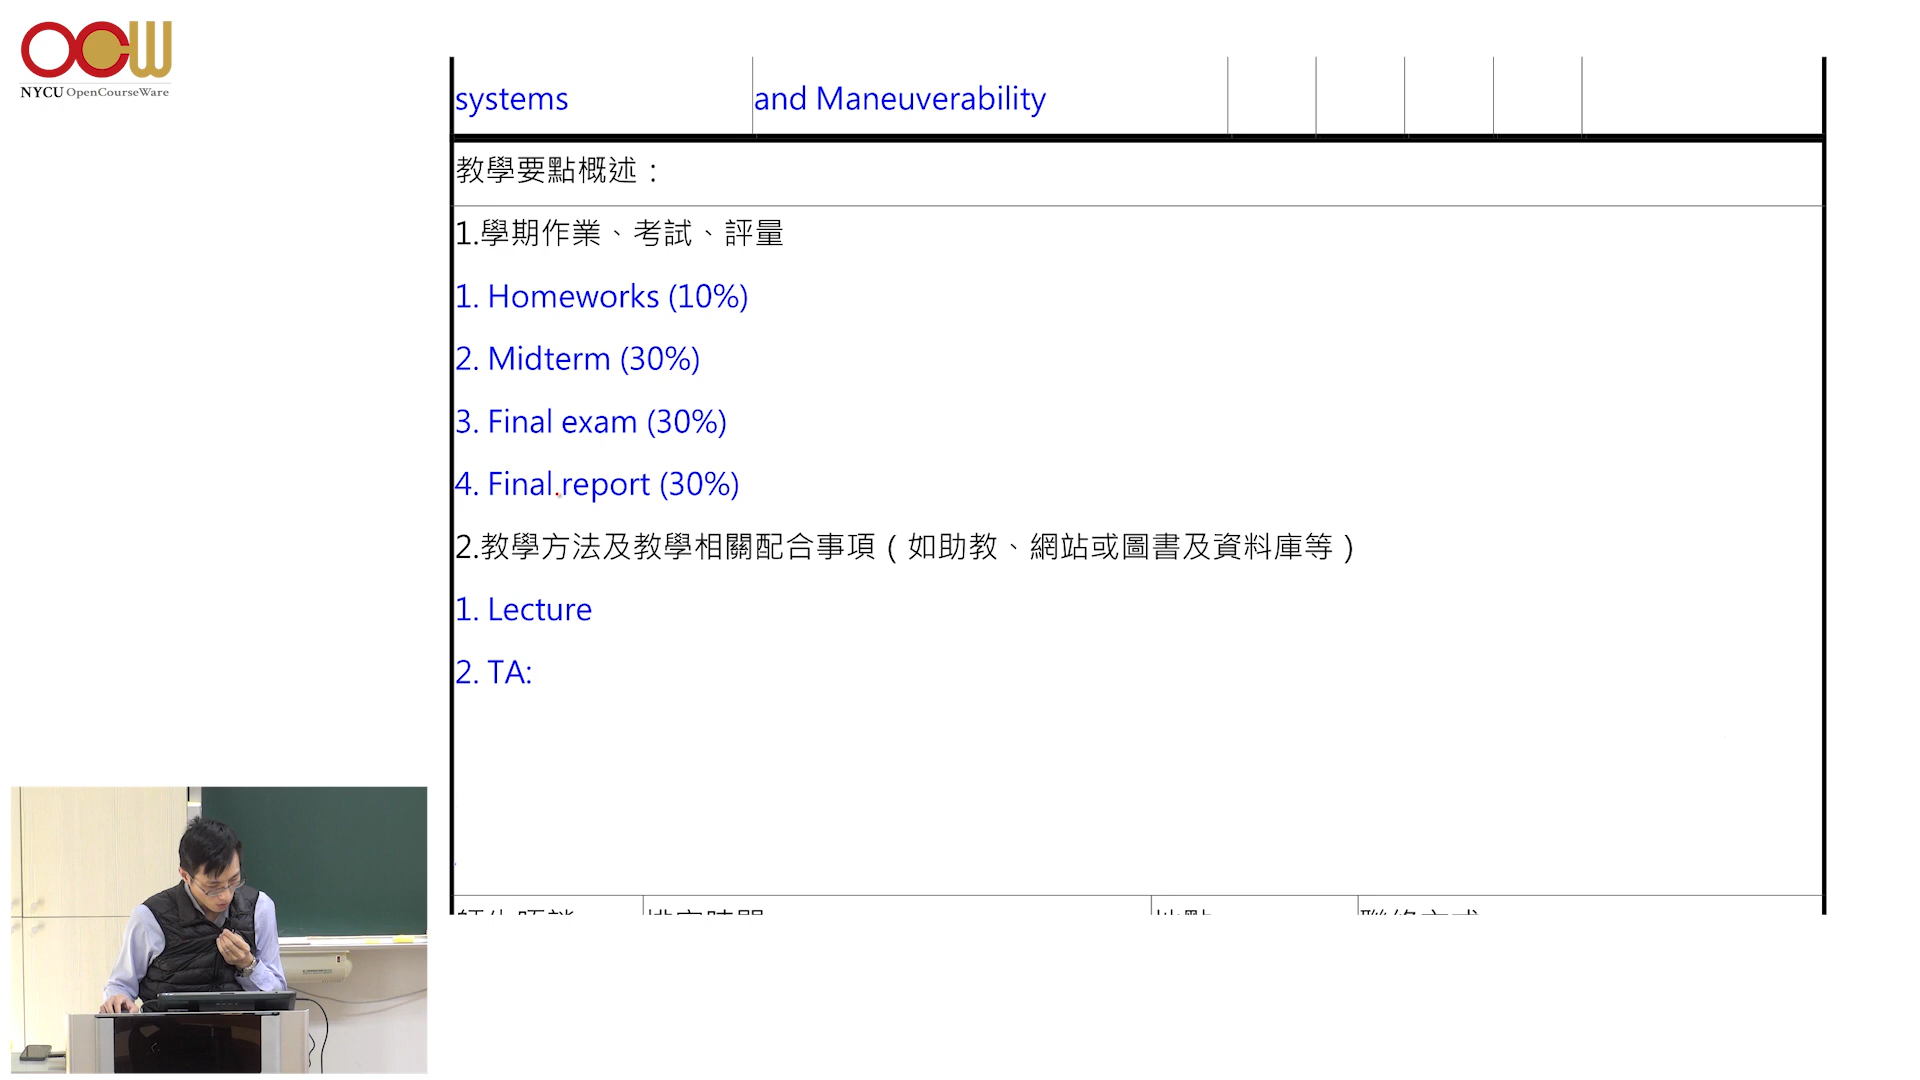 OCW
NYCU OpenCourseWare
systems
and Maneuverability
教學要點概述：
1.學期作業、考試、評量
1. Homeworks (10%)
2. Midterm (30%)
3. Final exam (30%)
4. Final report (30%)
2.教學方法及教學相關配合事項（如助教、網站或圖書及資料庫等）
1. Lecture
2. TA: